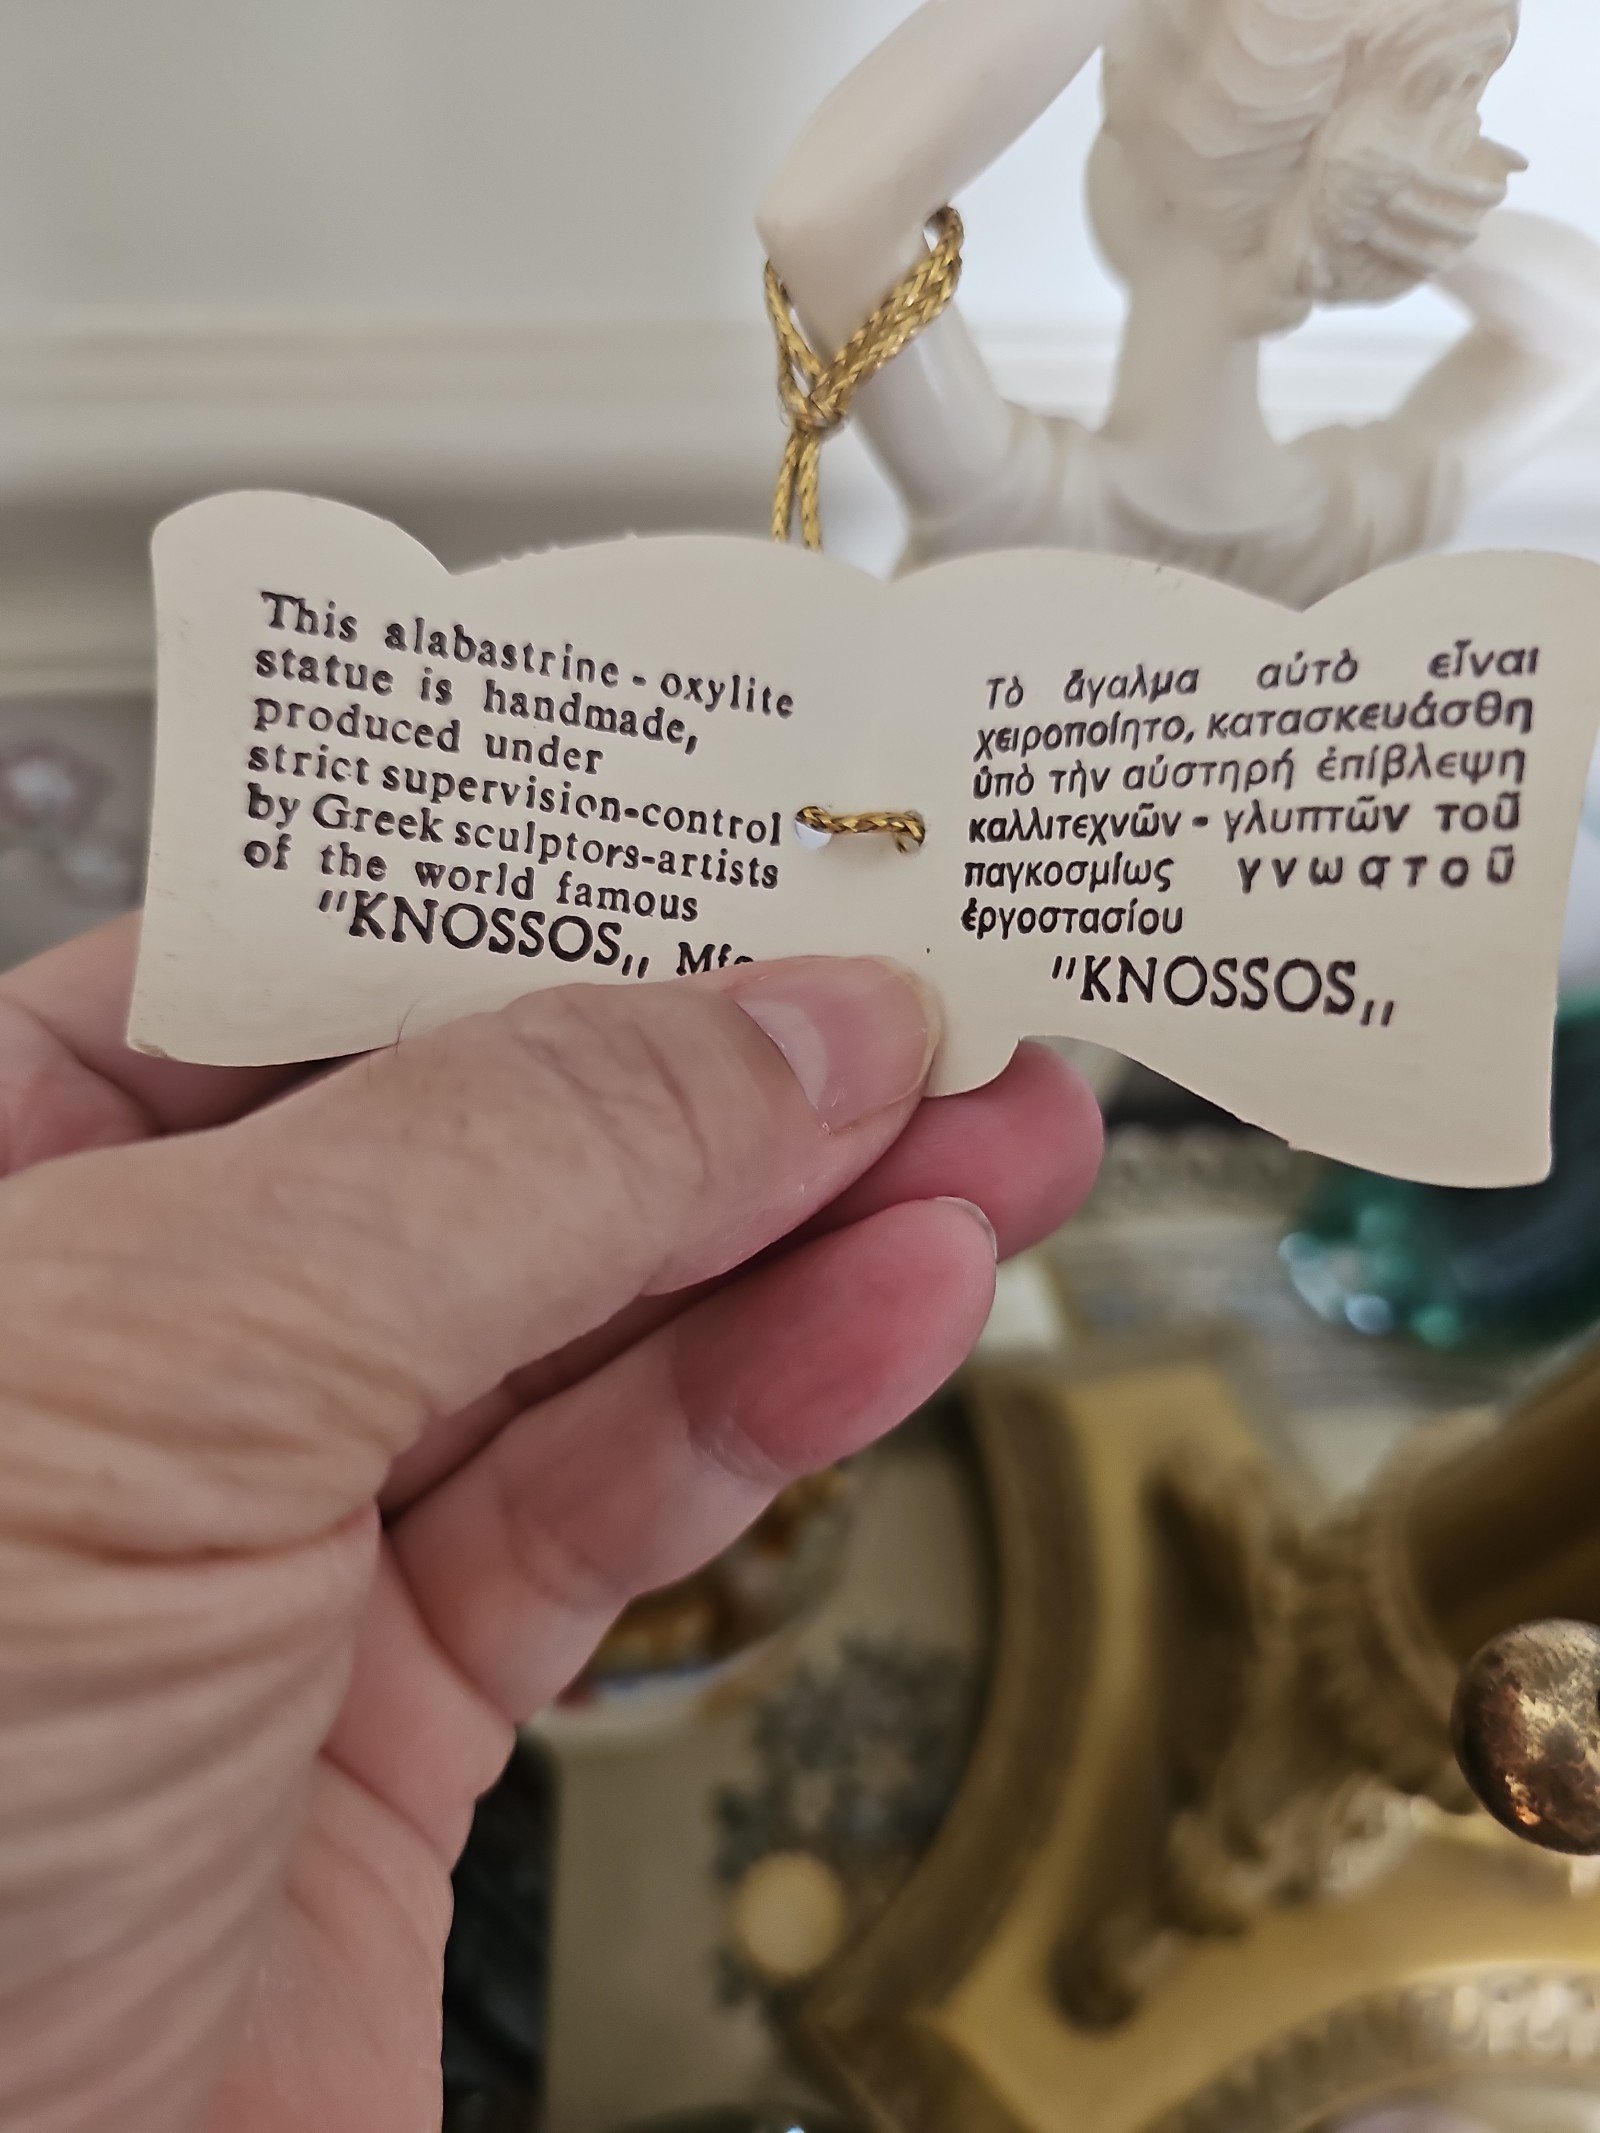 This alabastrine-oxylite
statue is handmade,
produced under
strict supervision-control
by Greek sculptors-artists
of the world famous
"KNOSSOS„
Τὸ ἄγαλμα αὐτὸ εἶναι
χειροποίητο, κατασκευάσθη
ὑπὸ τὴν αὐστηρή ἐπίβλεψη
καλλιτεχνῶν - γλυπτῶν τοῦ
παγκοσμίως γνωστοῦ
ἐργοστασίου
"KNOSSOS„